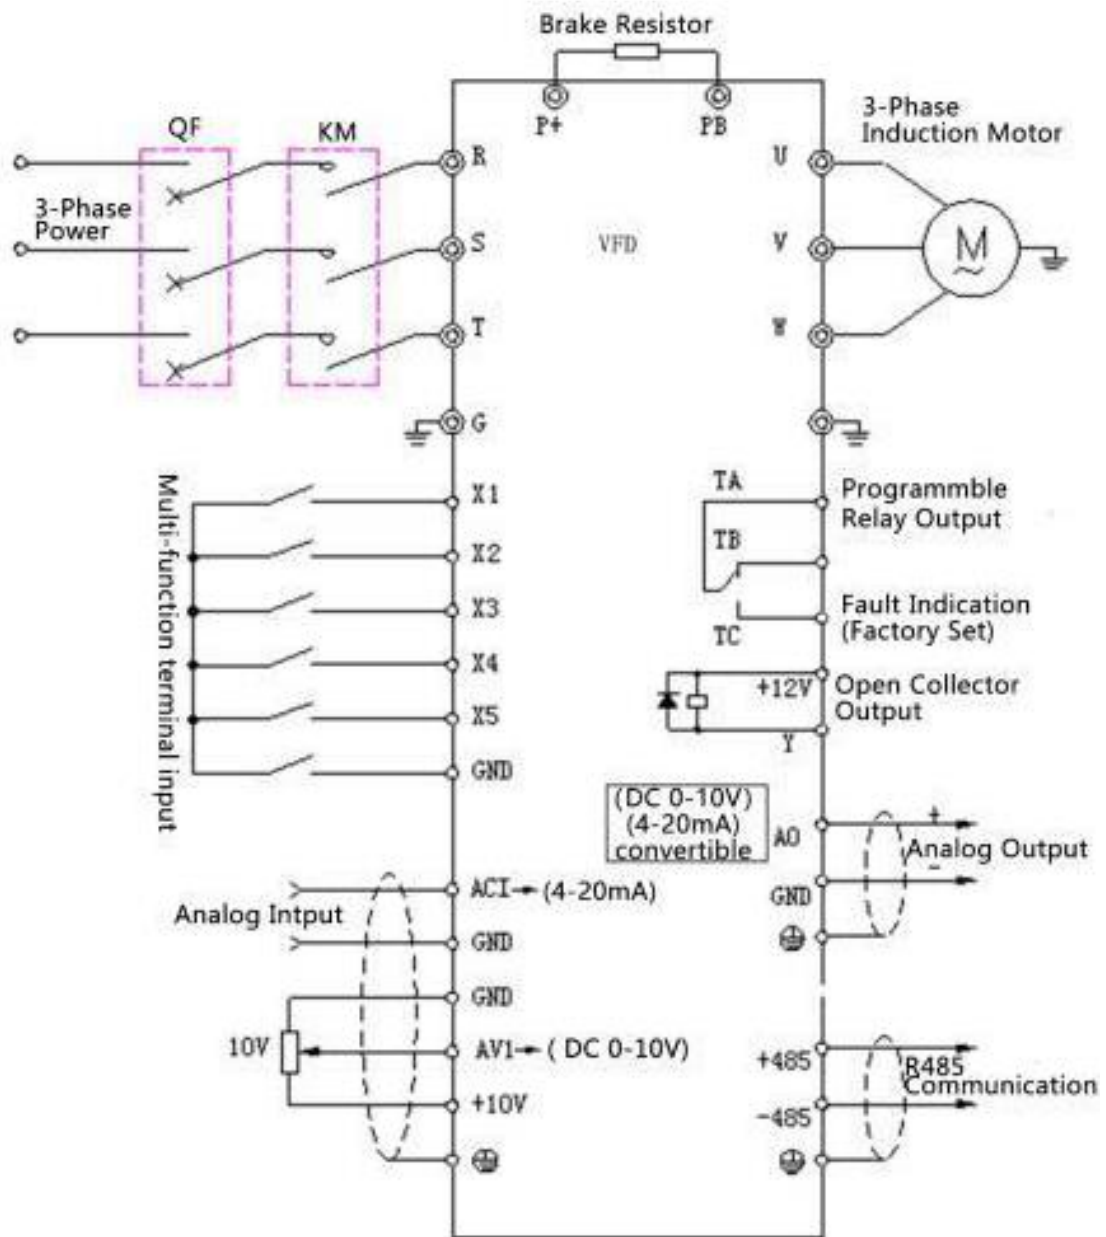 Brake Resistor
P+
PB
QF
KM
3-Phase
Power
R
S
T
G
VFD
U
V
W
3-Phase
Induction Motor
M
~
Multi-function terminal input
X1
X2
X3
X4
X5
GND
TA
TB
TC
Programmble
Relay Output
Fault Indication
(Factory Set)
+12V
Y
Open Collector
Output
(DC 0-10V)
(4-20mA)
convertible
AO
GND
+
-
Analog Output
Analog Intput
ACI→(4-20mA)
GND
GND
10V
AV1→( DC 0-10V)
+10V
+485
-485
R485
Communication